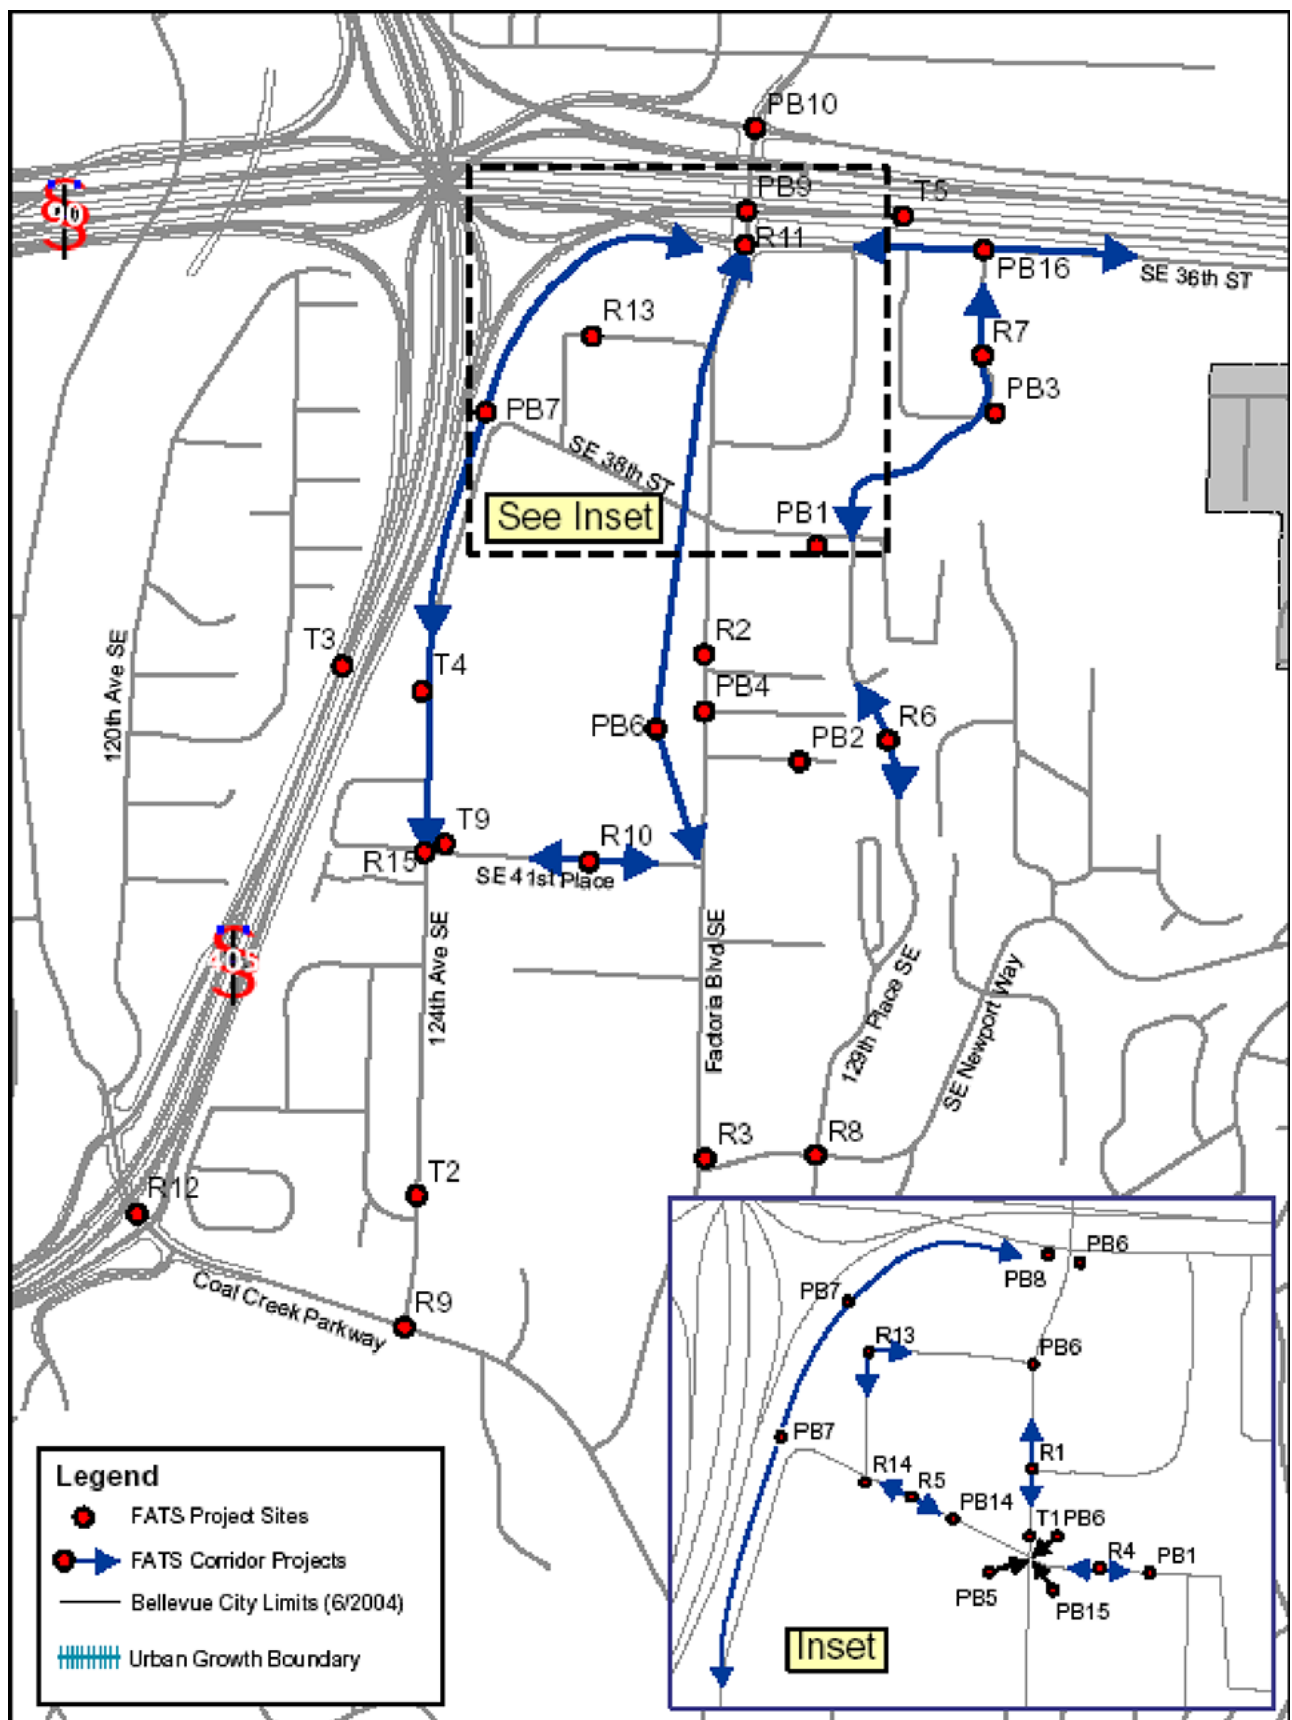 PB10
PB9
T5
R11
PB16
SE 36th ST
90
R13
R7
PB3
PB7
SE 38th ST
See Inset
PB1
T3
R2
T4
PB4
120th Ave SE
PB6
R6
PB2
T9
R10
R15
SE 41st Place
405
124th Ave SE
Factoria Blvd SE
129th Place SE
SE Newport Way
R3
R8
T2
R12
Coal Creek Parkway
R9
PB6
PB8
PB7
R13
PB6
PB7
R14
R5
R1
PB14
T1
PB6
R4
PB1
PB5
PB15
Inset
Legend
FATS Project Sites
FATS Corridor Projects
Bellevue City Limits (6/2004)
Urban Growth Boundary